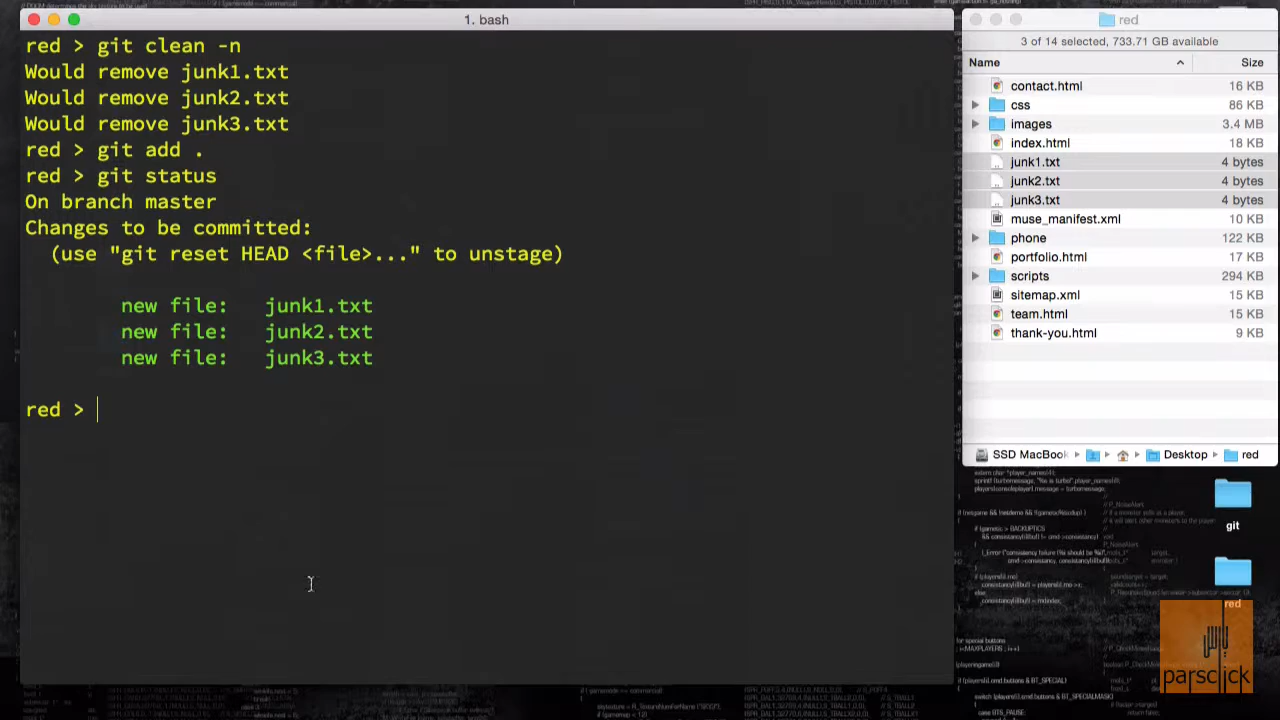 1. bash
red > git clean -n
Would remove junk1.txt
Would remove junk2.txt
Would remove junk3.txt
red > git add .
red > git status
On branch master
Changes to be committed:
(use "git reset HEAD <file>..." to unstage)
new file: junk1.txt
new file: junk2.txt
new file: junk3.txt
red >
red
3 of 14 selected, 733.71 GB available
Name Size
contact.html 16 KB
css 86 KB
images 3.4 MB
index.html 18 KB
junk1.txt 4 bytes
junk2.txt 4 bytes
junk3.txt 4 bytes
muse_manifest.xml 10 KB
phone 122 KB
portfolio.html 17 KB
scripts 294 KB
sitemap.xml 15 KB
team.html 15 KB
thank-you.html 9 KB
SSD MacBook Desktop red
git
red
پارس
parsclick